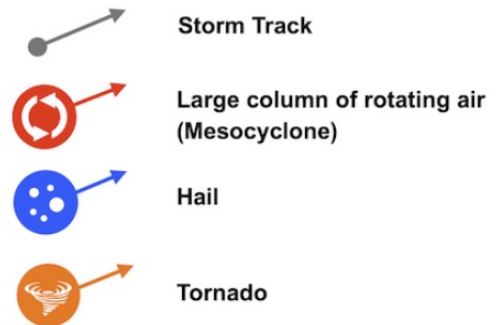 Storm Track
Large column of rotating air
(Mesocyclone)
Hail
Tornado